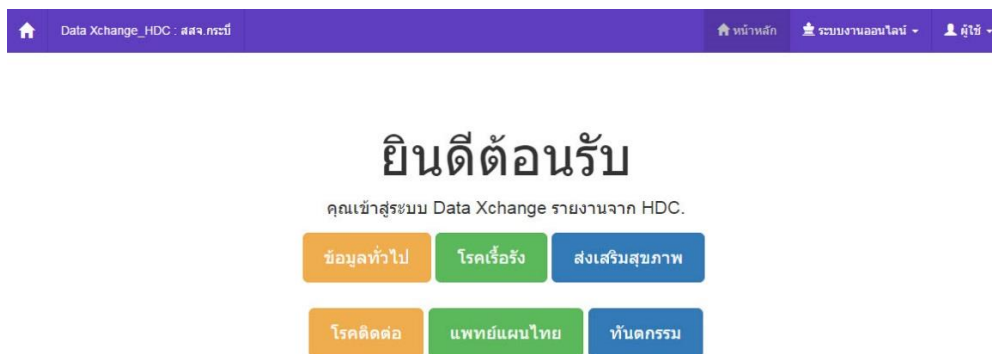 Data Xchange_HDC : สสจ.กระบี่ หน้าหลัก ระบบงานออนไลน์ ผู้ใช้
ยินดีต้อนรับ
คุณเข้าสู่ระบบ Data Xchange รายงานจาก HDC.
ข้อมูลทั่วไป โรคเรื้อรัง ส่งเสริมสุขภาพ
โรคติดต่อ แพทย์แผนไทย ทันตกรรม